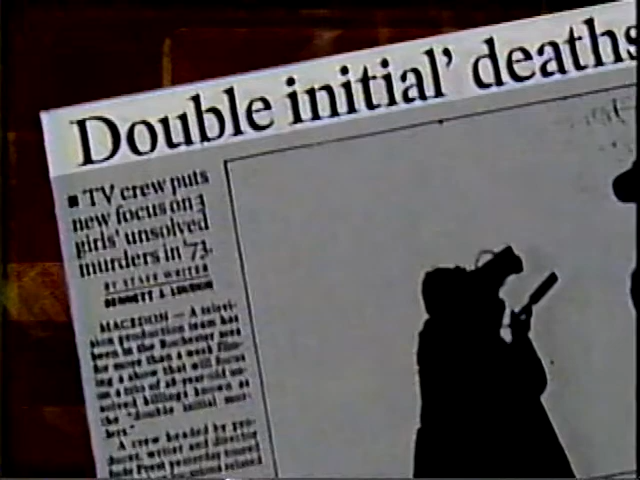 Double initial' deaths
■ TV crew puts
new focus on 3
girls' unsolved
murders in '73.
BY STAFF WRITER
MACEDON — A televi-
sion production team has
been in the Rochester area
for more than a week film-
ing a show that will focus
on a trio of 28-year-old un-
solved killings known as
the "double initial mur-
ders."
A crew headed by pro-
ducer, writer and director